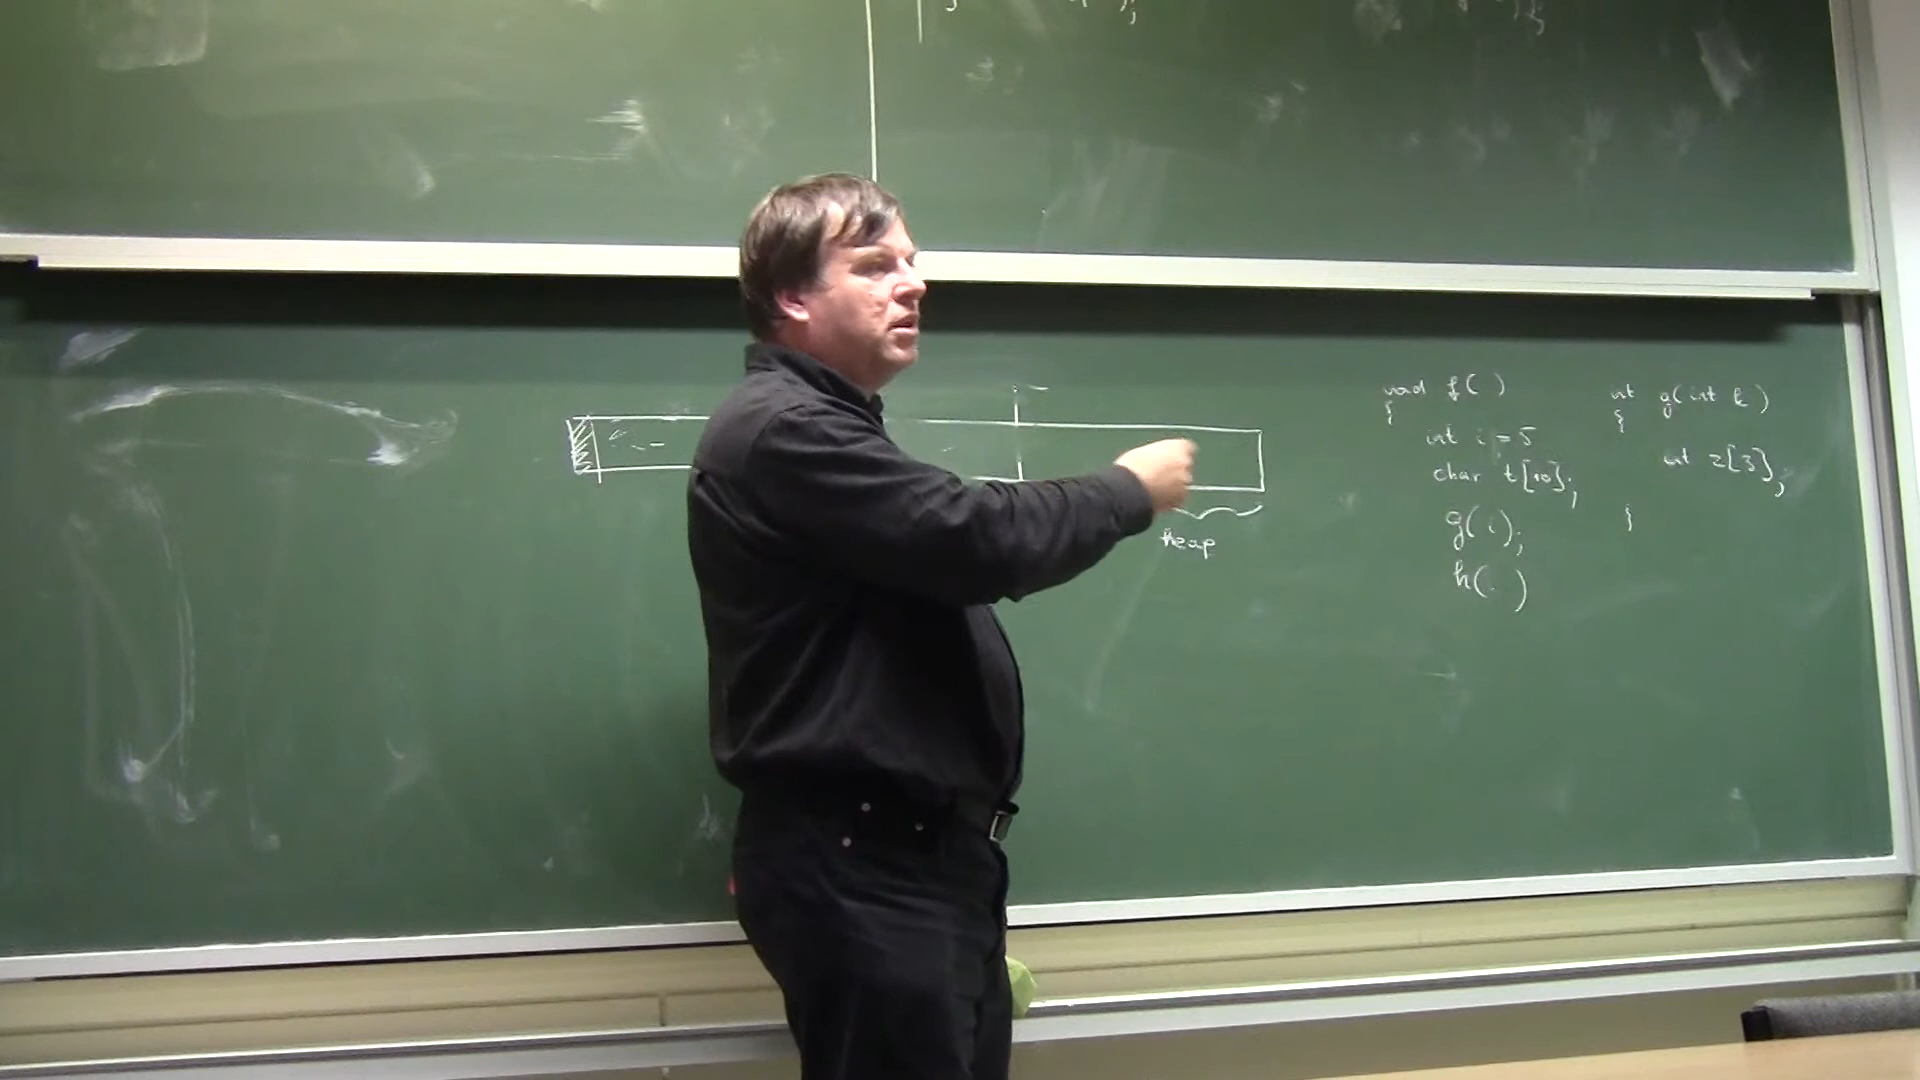 heap
void f( )
{
int i = 5
char t[10];
g(i);
h( )
int g(int k)
{
int z[3];
}